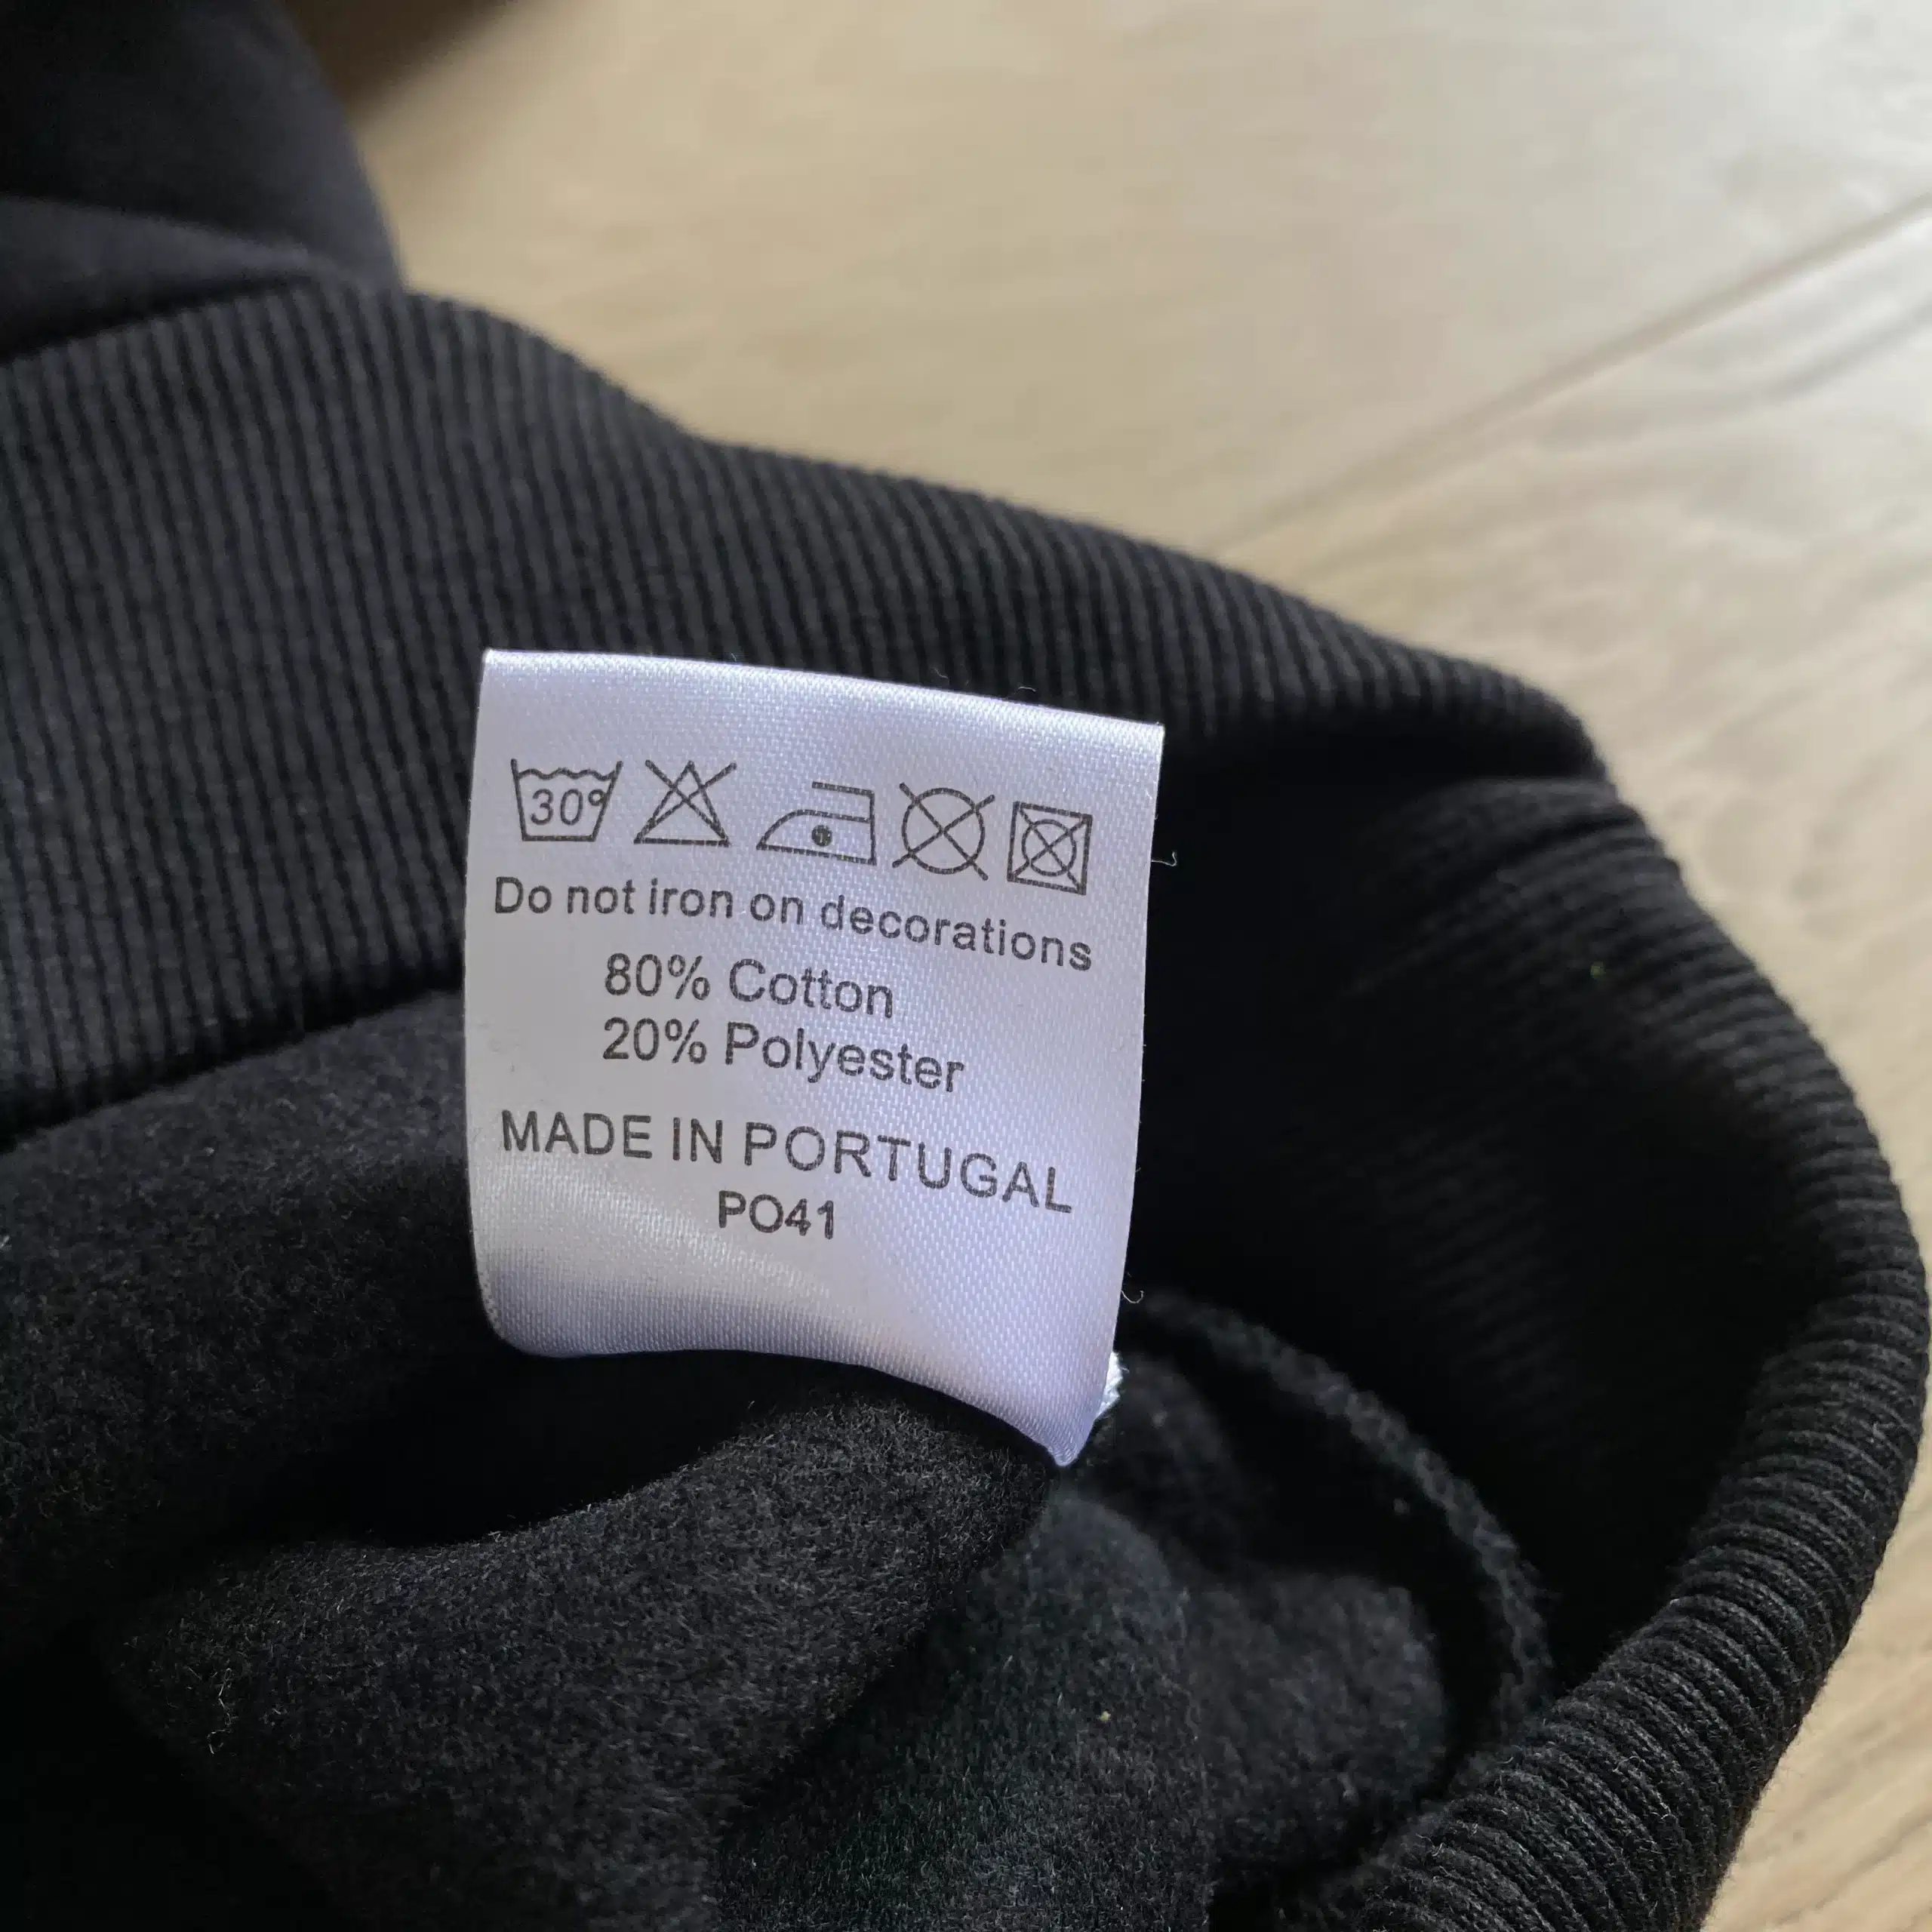 30°
Do not iron on decorations
80% Cotton
20% Polyester
MADE IN PORTUGAL
PO41